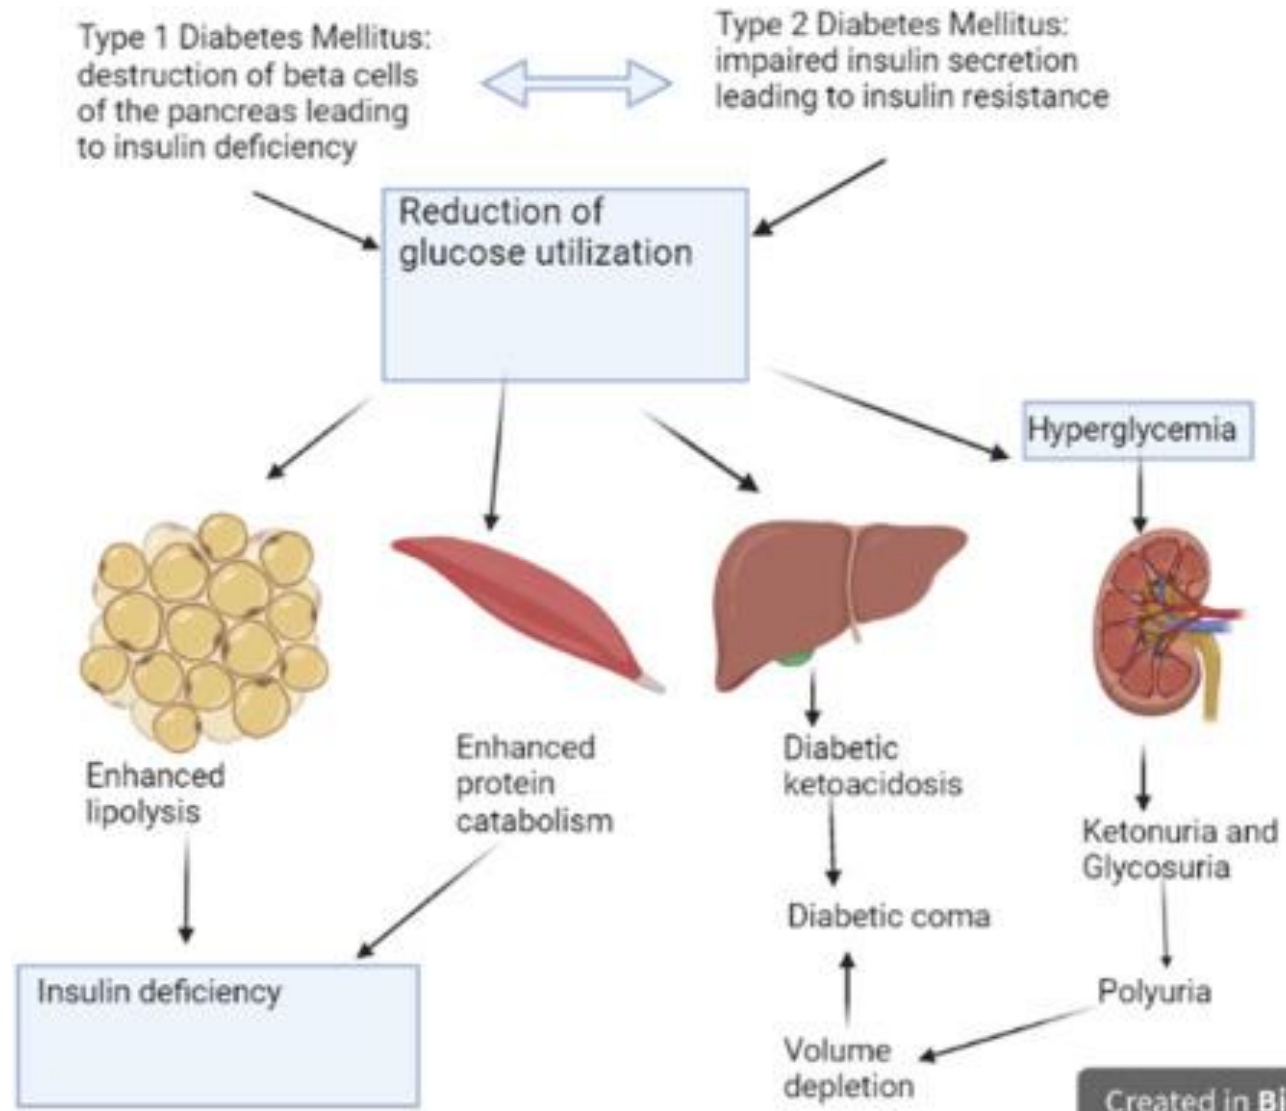 Type 1 Diabetes Mellitus:
destruction of beta cells
of the pancreas leading
to insulin deficiency
Type 2 Diabetes Mellitus:
impaired insulin secretion
leading to insulin resistance
Reduction of
glucose utilization
Hyperglycemia
Enhanced
lipolysis
Enhanced
protein
catabolism
Diabetic
ketoacidosis
Ketonuria and
Glycosuria
Diabetic coma
Insulin deficiency
Polyuria
Volume
depletion
Created in